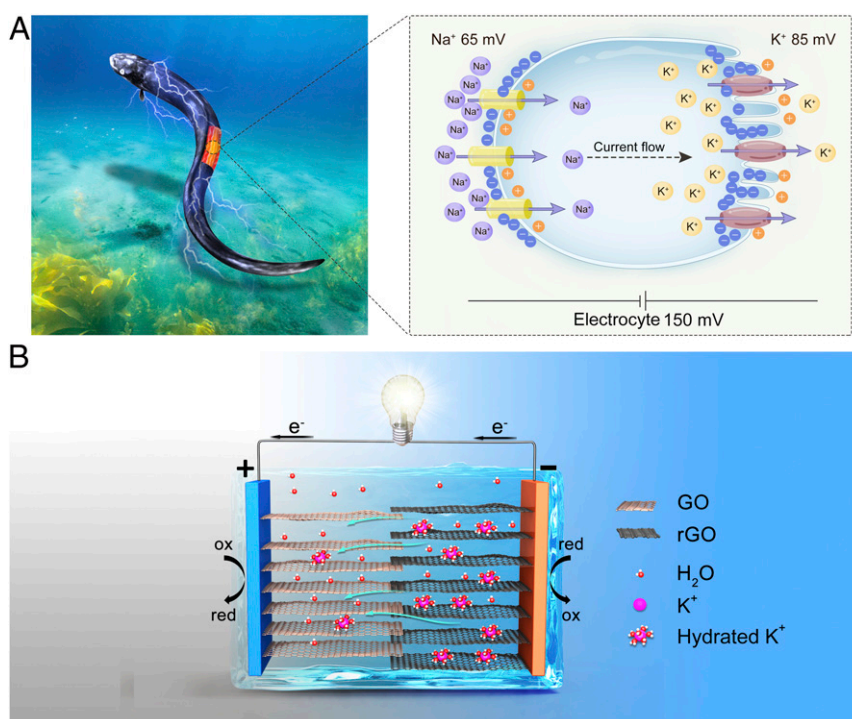 A
Na⁺ 65 mV
K⁺ 85 mV
Na⁺
Na⁺
Na⁺
Na⁺
Na⁺
Na⁺
Na⁺
Na⁺
Na⁺
Na⁺
Na⁺
Na⁺
K⁺
K⁺
K⁺
K⁺
K⁺
K⁺
K⁺
K⁺
K⁺
K⁺
K⁺
Current flow
Electrocyte 150 mV
B
e⁻
e⁻
+
−
ox
red
red
ox
GO
rGO
H₂O
K⁺
Hydrated K⁺